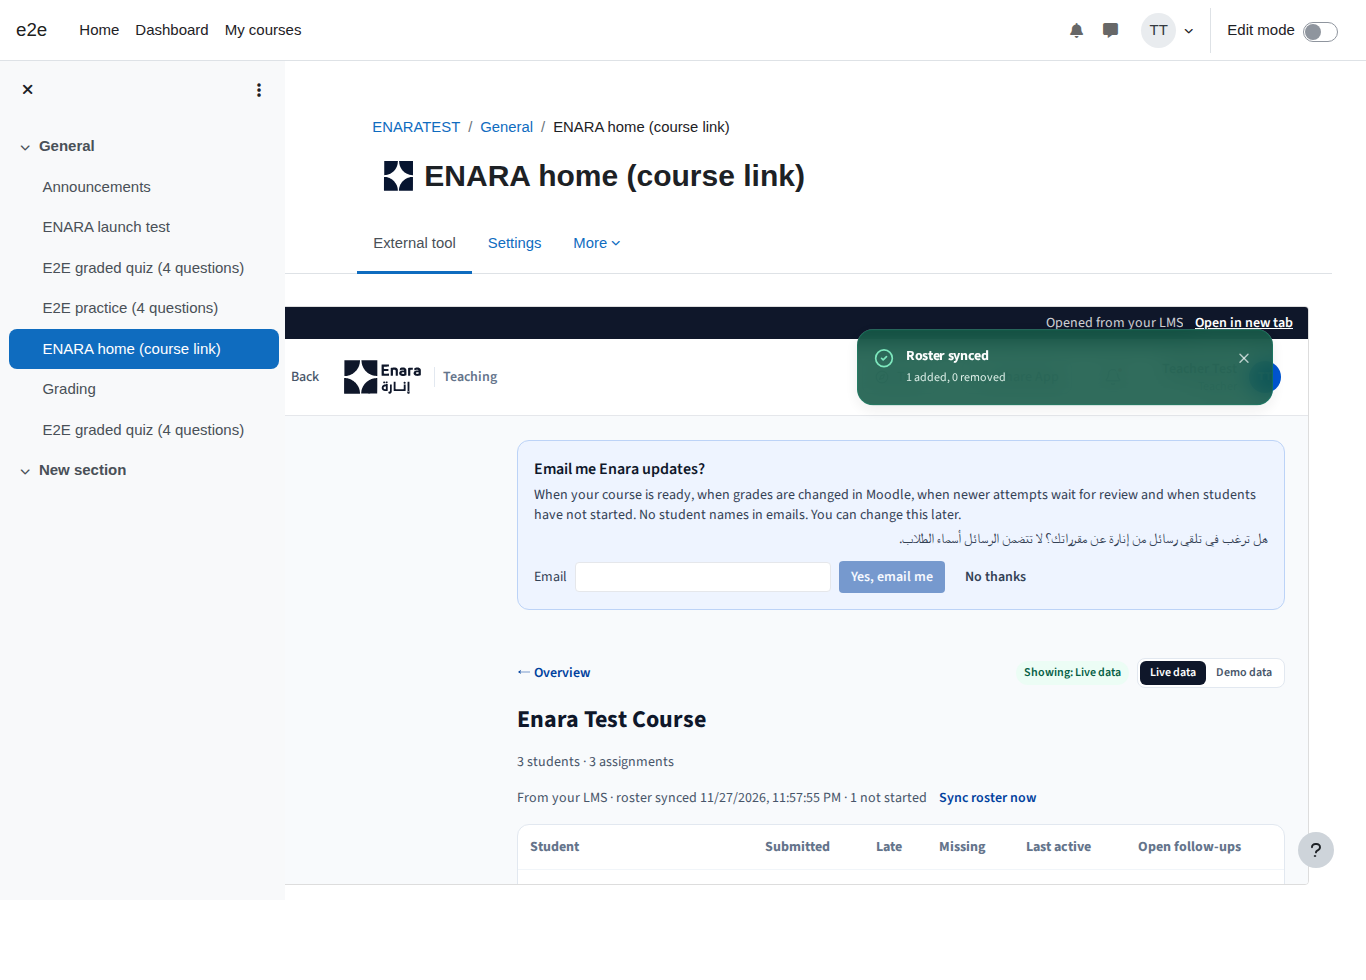 e2e
Home
Dashboard
My courses
TT
Edit mode
General
Announcements
ENARA launch test
E2E graded quiz (4 questions)
E2E practice (4 questions)
ENARA home (course link)
Grading
E2E graded quiz (4 questions)
New section
ENARATEST / General / ENARA home (course link)
ENARA home (course link)
External tool
Settings
More
Opened from your LMS Open in new tab
Back
Enara
إنارة
Teaching
Roster synced
1 added, 0 removed
Email me Enara updates?
When your course is ready, when grades are changed in Moodle, when newer attempts wait for review and when students
have not started. No student names in emails. You can change this later.
هل ترغب في تلقي رسائل من إنارة عن مقرراتك؟ لا تتضمن الرسائل أسماء الطلاب.
Email
Yes, email me
No thanks
← Overview
Showing: Live data
Live data
Demo data
Enara Test Course
3 students · 3 assignments
From your LMS · roster synced 11/27/2026, 11:57:55 PM · 1 not started Sync roster now
Student Submitted Late Missing Last active Open follow-ups
?